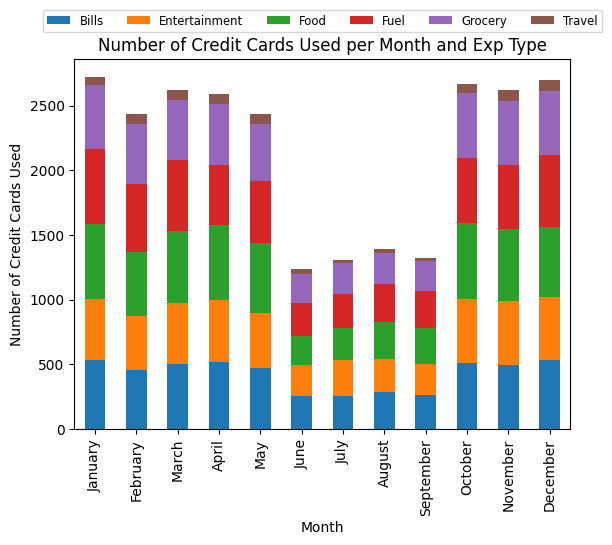 Bills Entertainment Food Fuel Grocery Travel
Number of Credit Cards Used per Month and Exp Type
Number of Credit Cards Used
2500
2000
1500
1000
500
0
January
February
March
April
May
June
July
August
September
October
November
December
Month